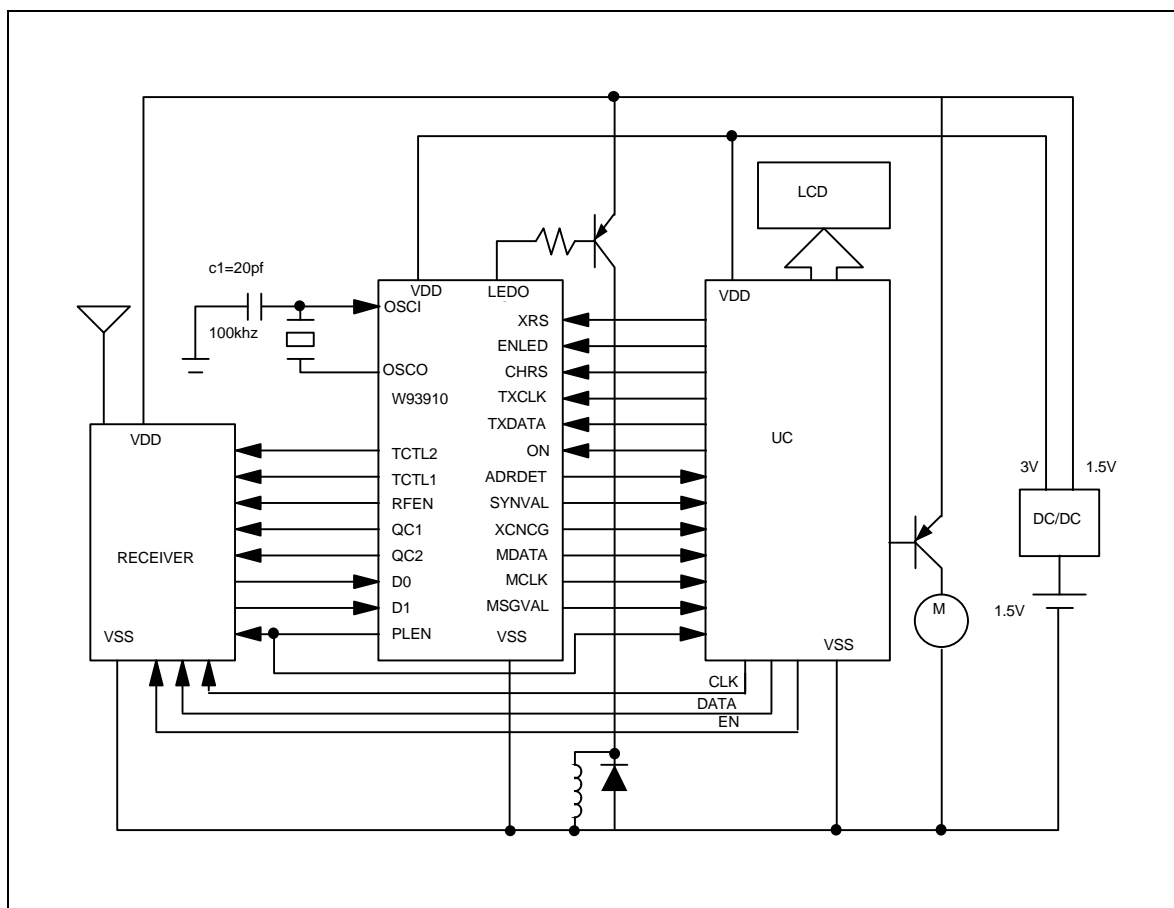 LCD
c1=20pf
100khz
VDD
LEDO
OSCI
OSCO
W93910
XRS
ENLED
CHRS
TXCLK
TXDATA
ON
ADRDET
SYNVAL
XCNCG
MDATA
MCLK
MSGVAL
VSS
TCTL2
TCTL1
RFEN
QC1
QC2
D0
D1
PLEN
VDD
RECEIVER
VSS
VDD
UC
VSS
CLK
DATA
EN
3V
1.5V
DC/DC
1.5V
M